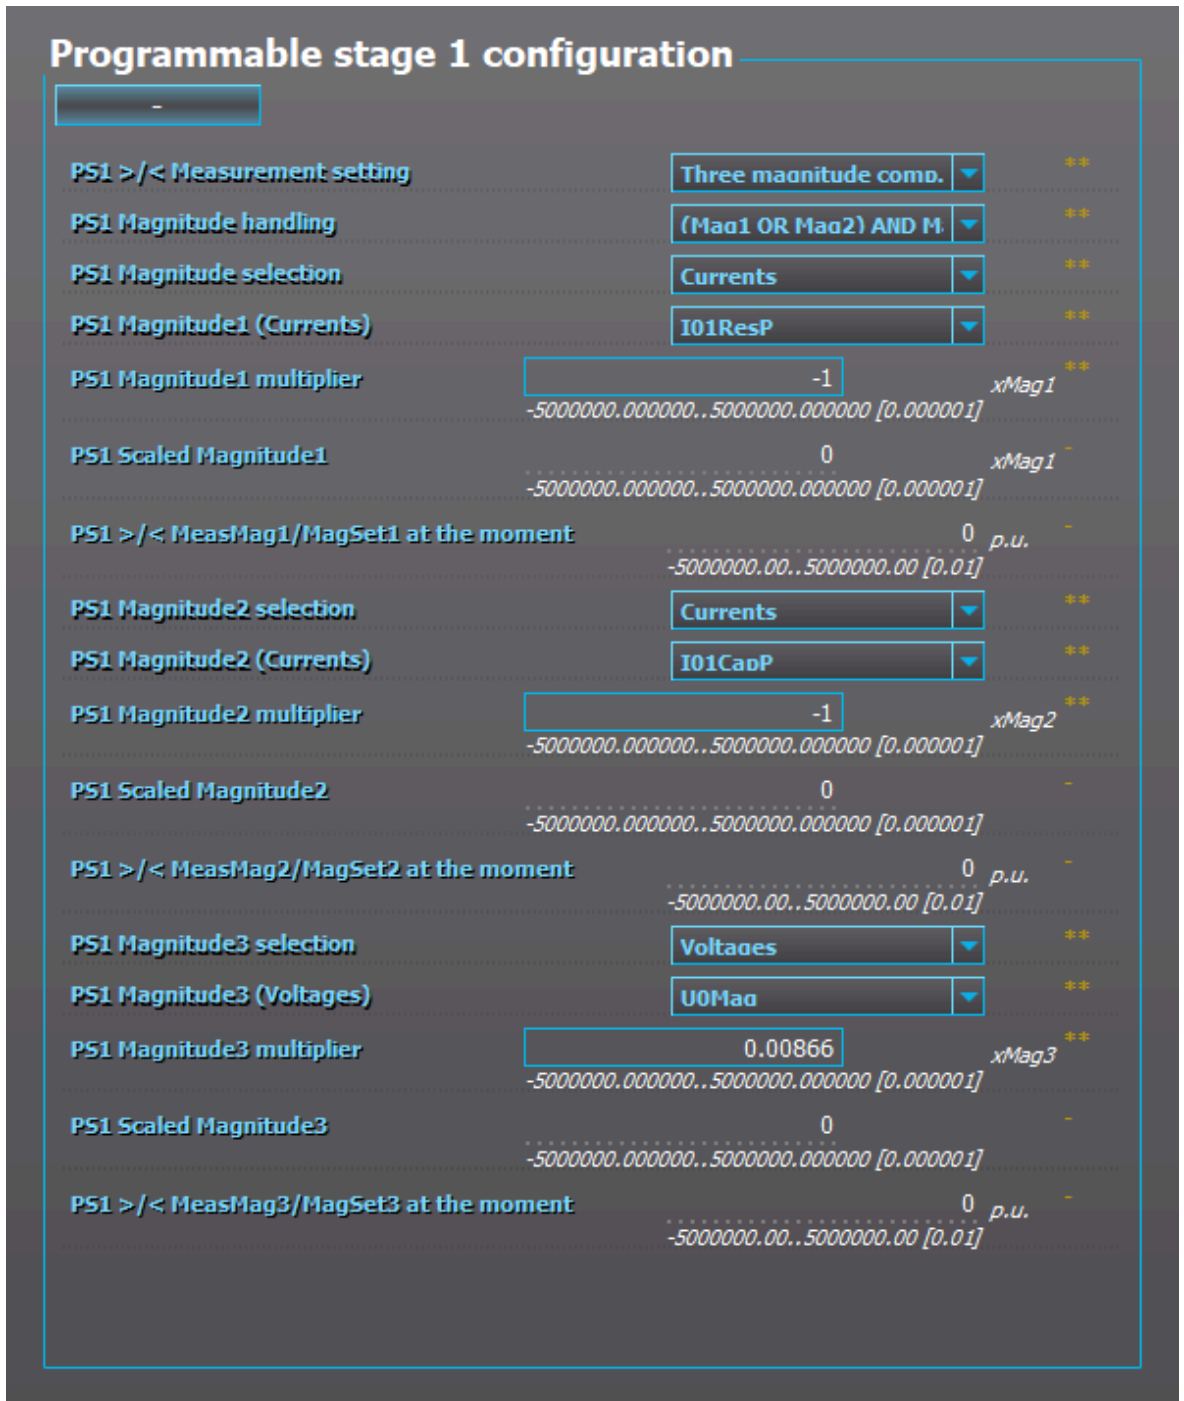 Programmable stage 1 configuration
-
PS1 >/< Measurement setting Three magnitude comp. **
PS1 Magnitude handling (Mag1 OR Mag2) AND M **
PS1 Magnitude selection Currents **
PS1 Magnitude1 (Currents) I01ResP **
PS1 Magnitude1 multiplier -1 xMag1 **
-5000000.000000..5000000.000000 [0.000001]
PS1 Scaled Magnitude1 0 xMag1 -
-5000000.000000..5000000.000000 [0.000001]
PS1 >/< MeasMag1/MagSet1 at the moment 0 p.u. -
-5000000.00..5000000.00 [0.01]
PS1 Magnitude2 selection Currents **
PS1 Magnitude2 (Currents) I01CapP **
PS1 Magnitude2 multiplier -1 xMag2 **
-5000000.000000..5000000.000000 [0.000001]
PS1 Scaled Magnitude2 0 -
-5000000.000000..5000000.000000 [0.000001]
PS1 >/< MeasMag2/MagSet2 at the moment 0 p.u. -
-5000000.00..5000000.00 [0.01]
PS1 Magnitude3 selection Voltages **
PS1 Magnitude3 (Voltages) U0Mag **
PS1 Magnitude3 multiplier 0.00866 xMag3 **
-5000000.000000..5000000.000000 [0.000001]
PS1 Scaled Magnitude3 0 -
-5000000.000000..5000000.000000 [0.000001]
PS1 >/< MeasMag3/MagSet3 at the moment 0 p.u. -
-5000000.00..5000000.00 [0.01]